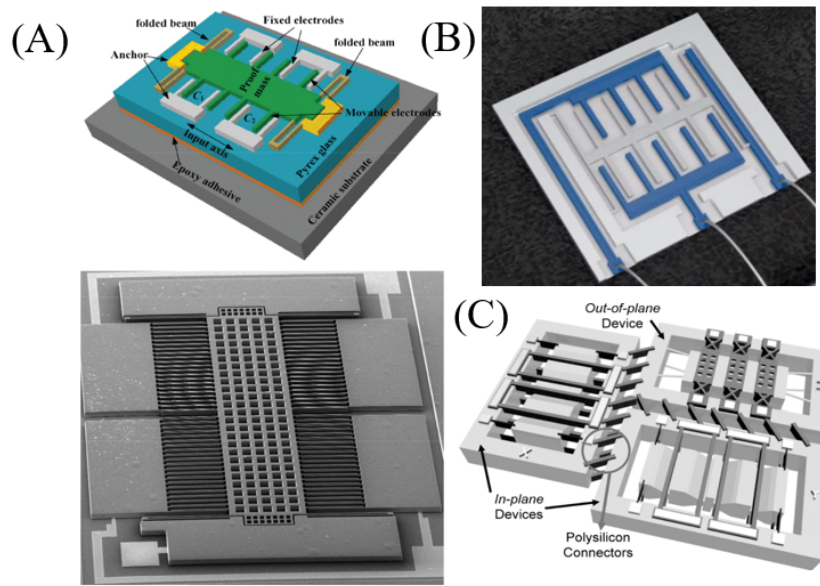 (A)
Fixed electrodes
folded beam
folded beam
Anchor
Proof
mass
C1
C2
Movable electrodes
Input axis
Pyrex glass
Epoxy adhesive
Ceramic substrate
(B)
(C)
Out-of-plane
Device
In-plane
Devices
Polysilicon
Connectors